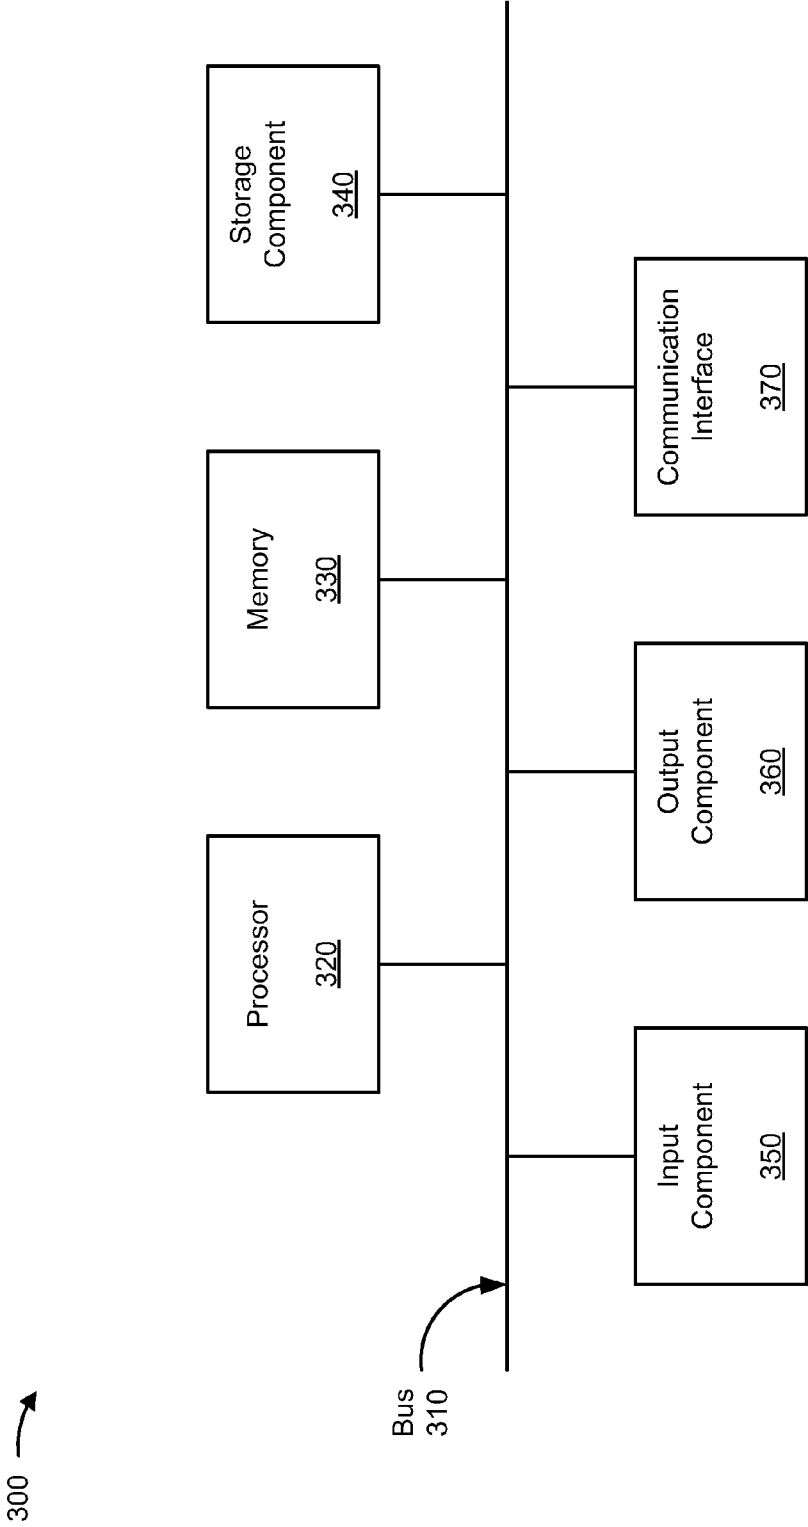 300
Bus
310
Processor
320
Memory
330
Storage
Component
340
Input
Component
350
Output
Component
360
Communication
Interface
370